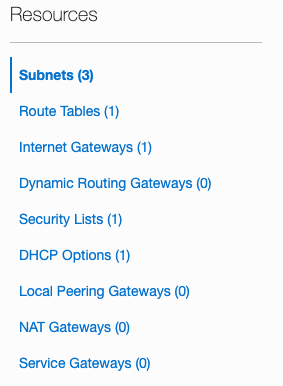 Resources
Subnets (3)
Route Tables (1)
Internet Gateways (1)
Dynamic Routing Gateways (0)
Security Lists (1)
DHCP Options (1)
Local Peering Gateways (0)
NAT Gateways (0)
Service Gateways (0)